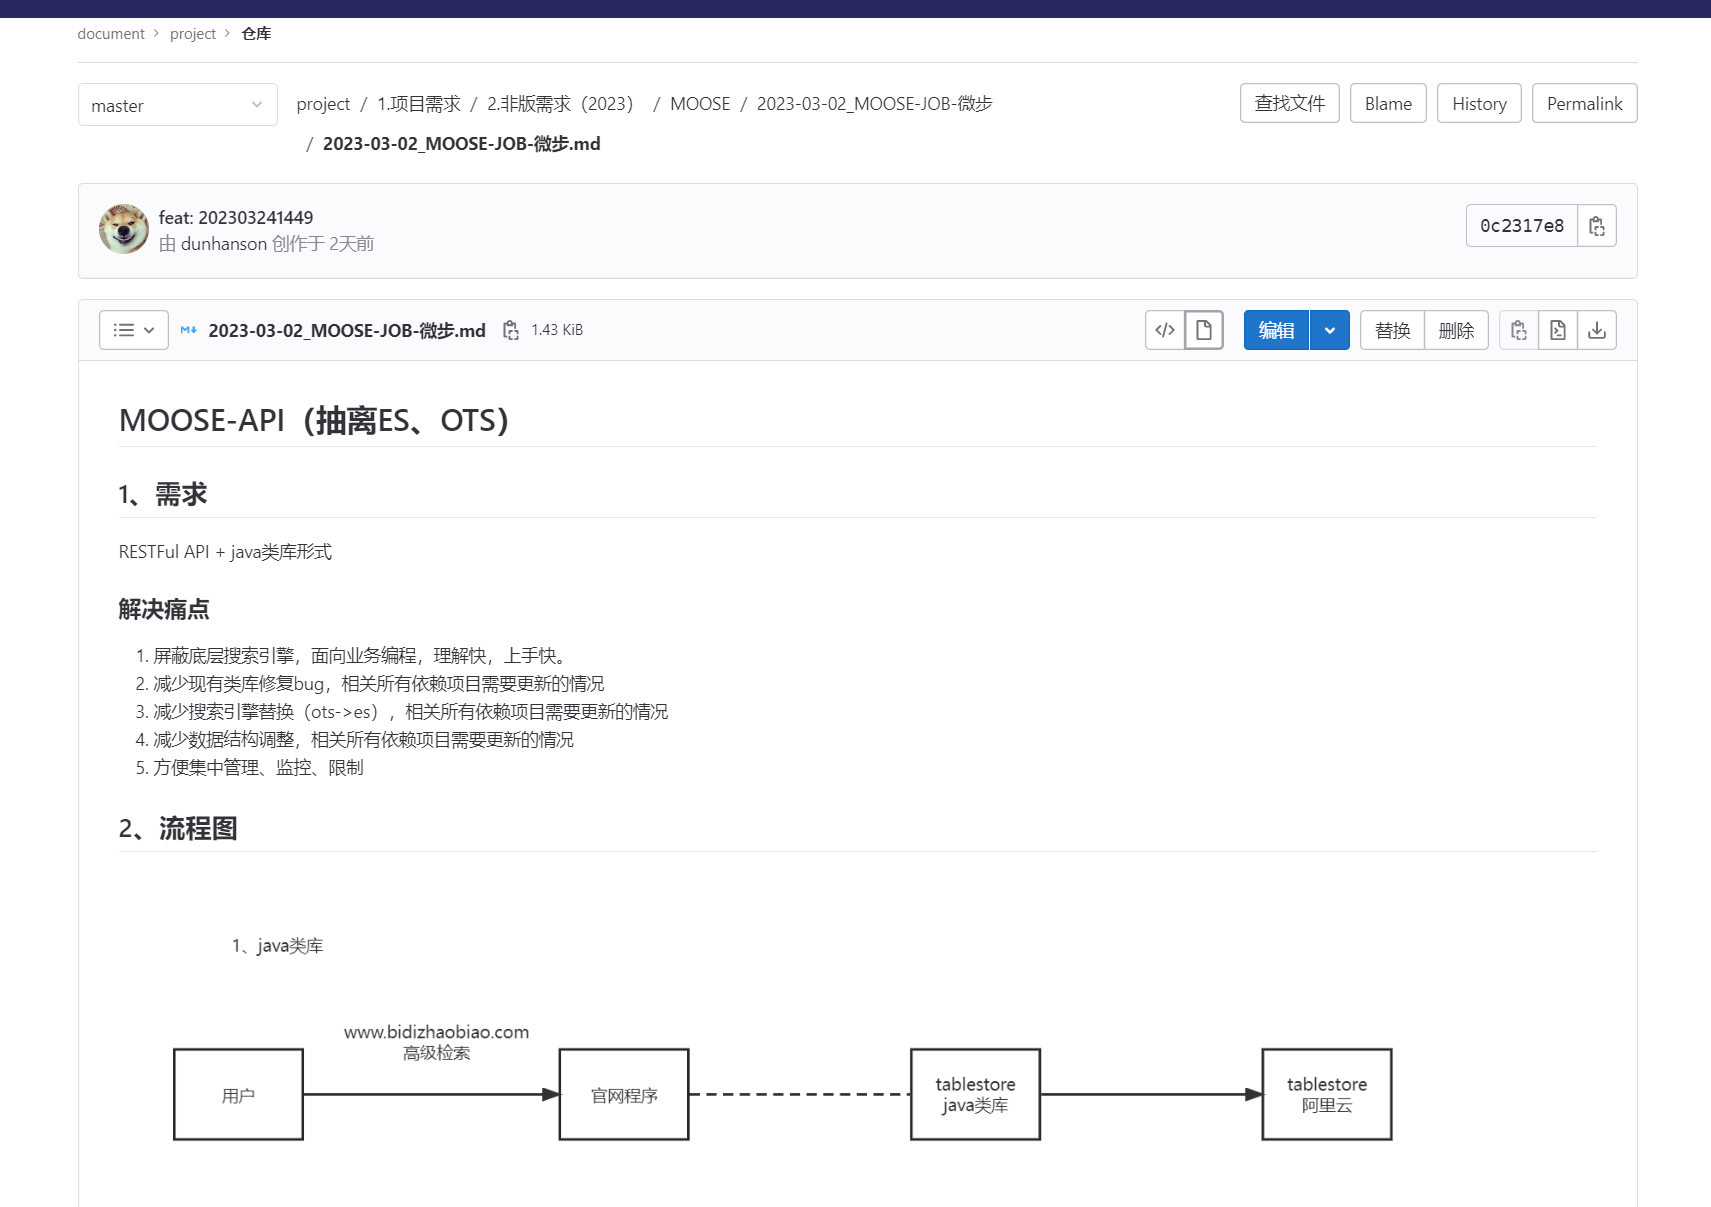 document > project > 仓库
master
project / 1.项目需求 / 2.非版需求（2023） / MOOSE / 2023-03-02_MOOSE-JOB-微步
/ 2023-03-02_MOOSE-JOB-微步.md
查找文件
Blame
History
Permalink
feat: 202303241449
由 dunhanson 创作于 2天前
0c2317e8
M↓ 2023-03-02_MOOSE-JOB-微步.md 1.43 KiB
</>
编辑
替换
删除
MOOSE-API（抽离ES、OTS）
1、需求
RESTFul API + java类库形式
解决痛点
1. 屏蔽底层搜索引擎，面向业务编程，理解快，上手快。
2. 减少现有类库修复bug，相关所有依赖项目需要更新的情况
3. 减少搜索引擎替换（ots->es），相关所有依赖项目需要更新的情况
4. 减少数据结构调整，相关所有依赖项目需要更新的情况
5. 方便集中管理、监控、限制
2、流程图
1、java类库
www.bidizhaobiao.com
高级检索
用户
官网程序
tablestore
java类库
tablestore
阿里云